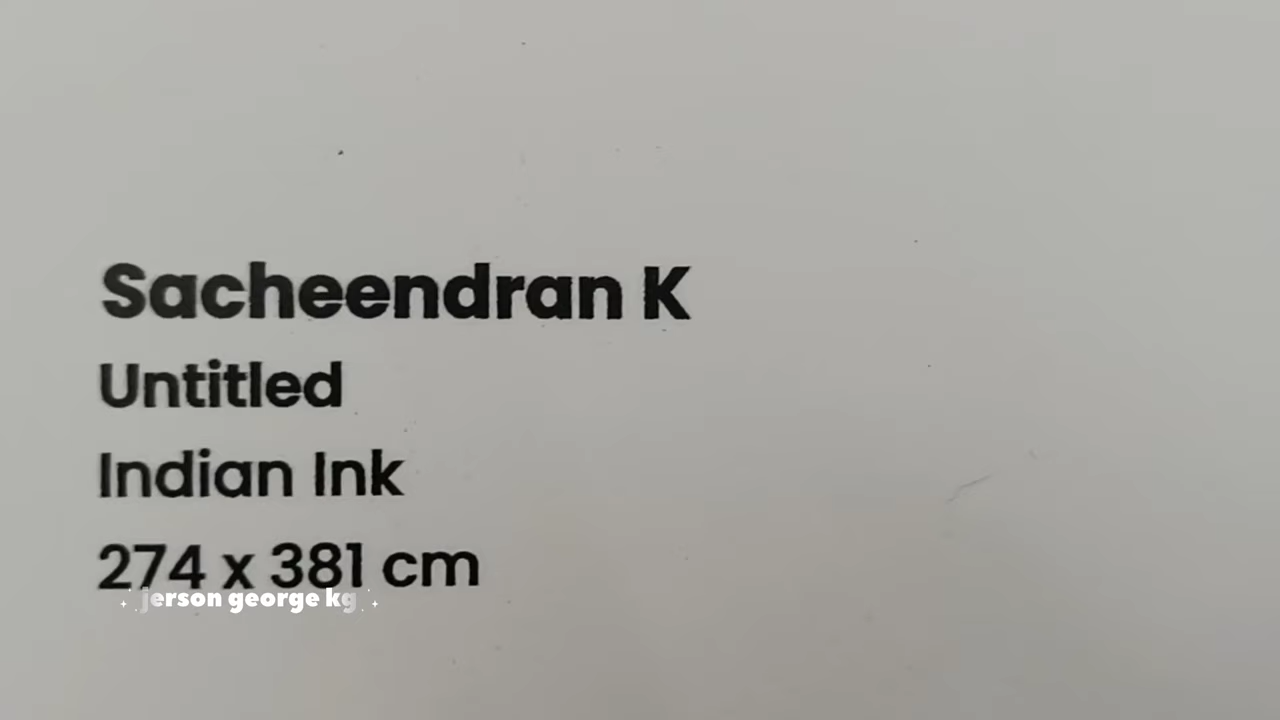 Sacheendran K
Untitled
Indian Ink
274 x 381 cm
jerson george kg